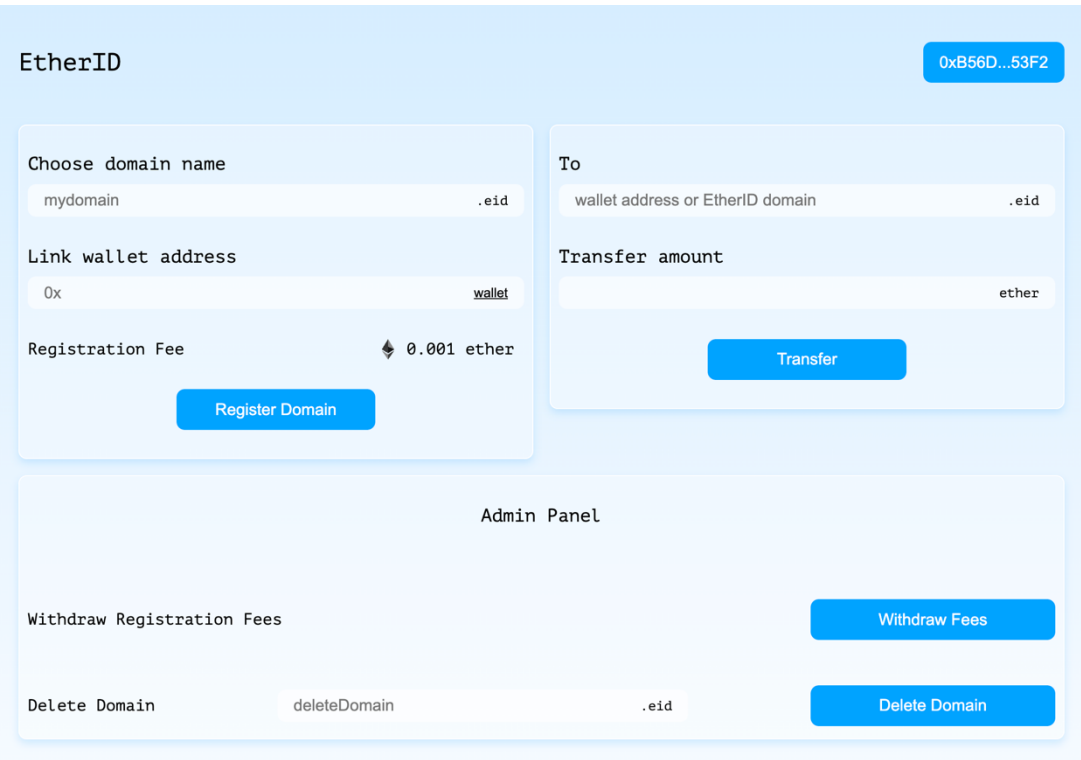 EtherID
0xB56D...53F2
Choose domain name
mydomain .eid
Link wallet address
0x wallet
Registration Fee 0.001 ether
Register Domain
To
wallet address or EtherID domain .eid
Transfer amount
ether
Transfer
Admin Panel
Withdraw Registration Fees Withdraw Fees
Delete Domain deleteDomain .eid Delete Domain